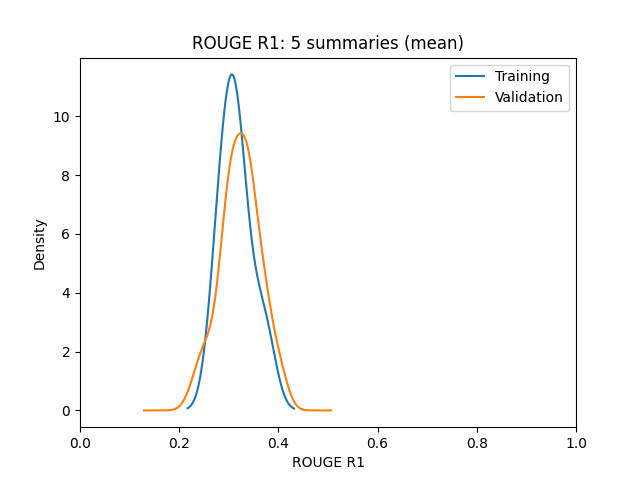 ROUGE R1: 5 summaries (mean)
Training
Validation
Density
10
8
6
4
2
0
0.0 0.2 0.4 0.6 0.8 1.0
ROUGE R1